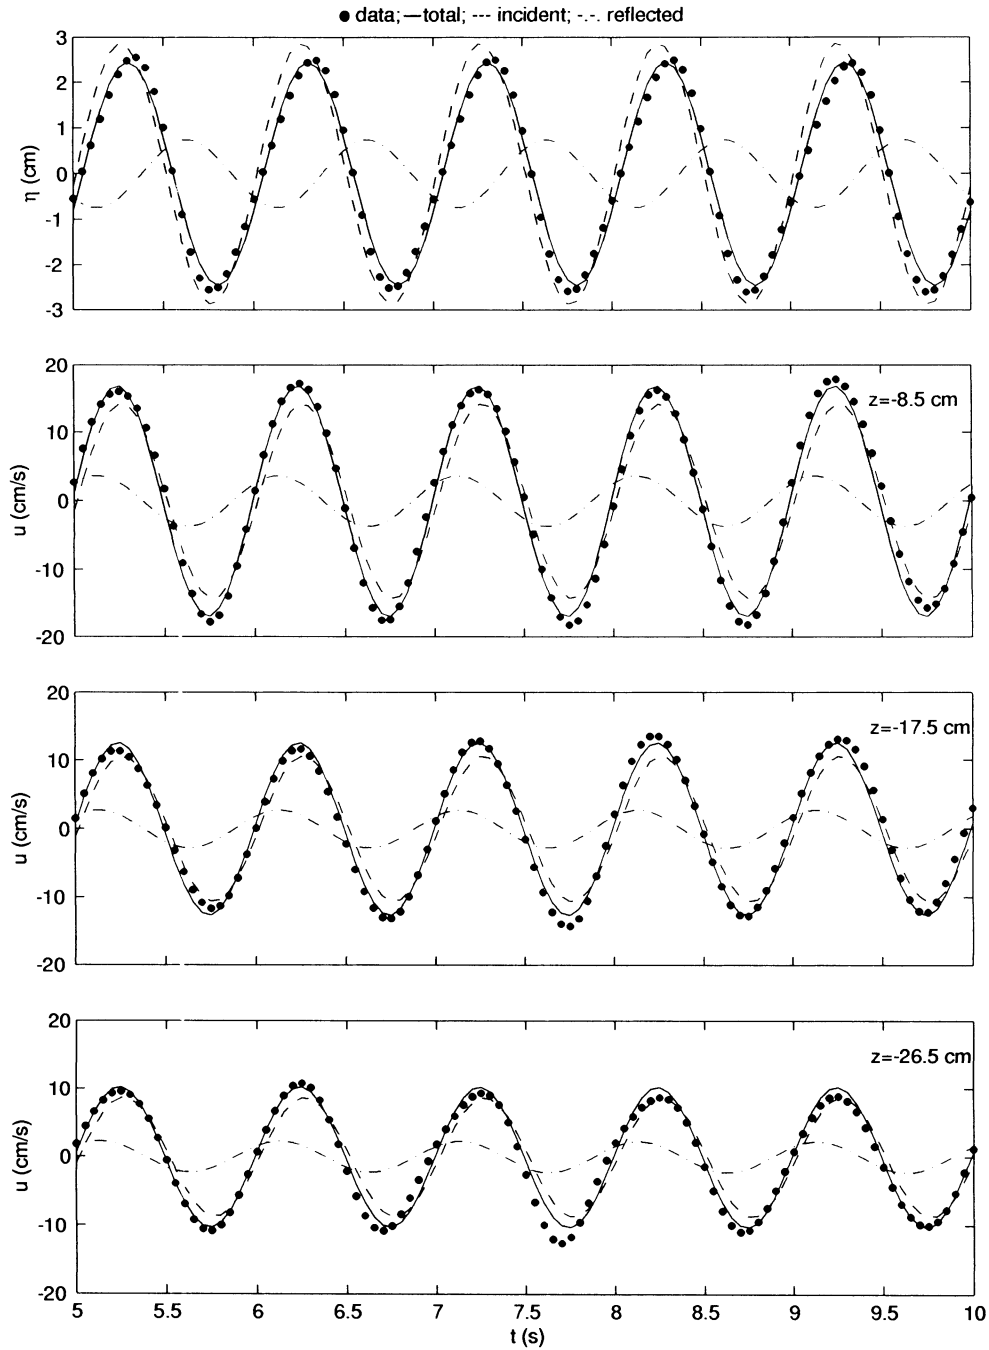 ● data; — total; --- incident; -·-· reflected
3
2
1
0
-1
-2
-3
η (cm)
20
10
0
-10
-20
u (cm/s)
z=-8.5 cm
20
10
0
-10
-20
u (cm/s)
z=-17.5 cm
20
10
0
-10
-20
u (cm/s)
z=-26.5 cm
5 5.5 6 6.5 7 7.5 8 8.5 9 9.5 10
t (s)